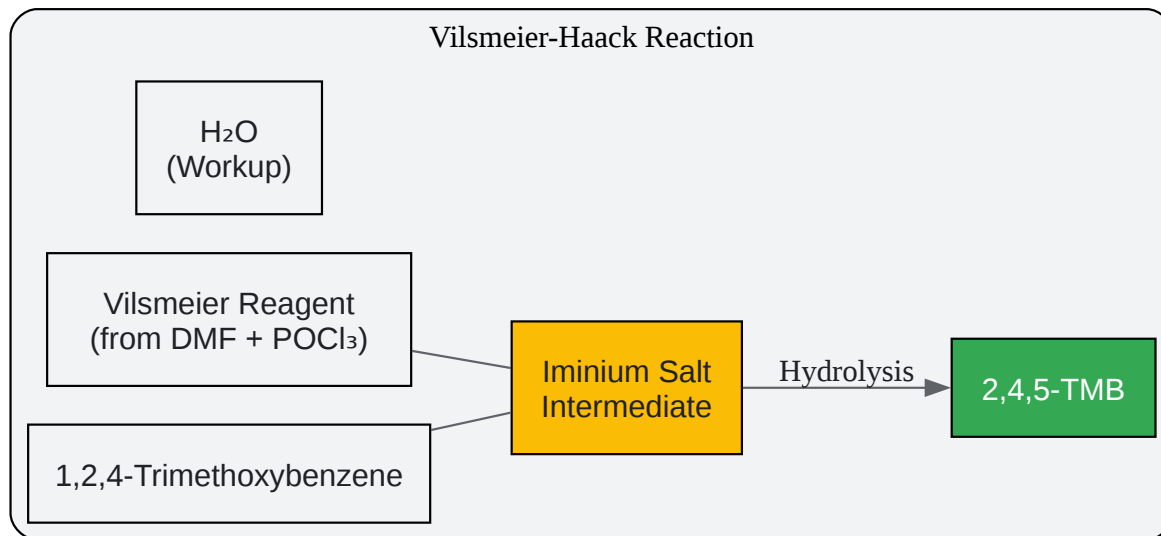 Vilsmeier-Haack Reaction
H₂O
(Workup)
Vilsmeier Reagent
(from DMF + POCl₃)
1,2,4-Trimethoxybenzene
Iminium Salt
Intermediate
Hydrolysis
2,4,5-TMB